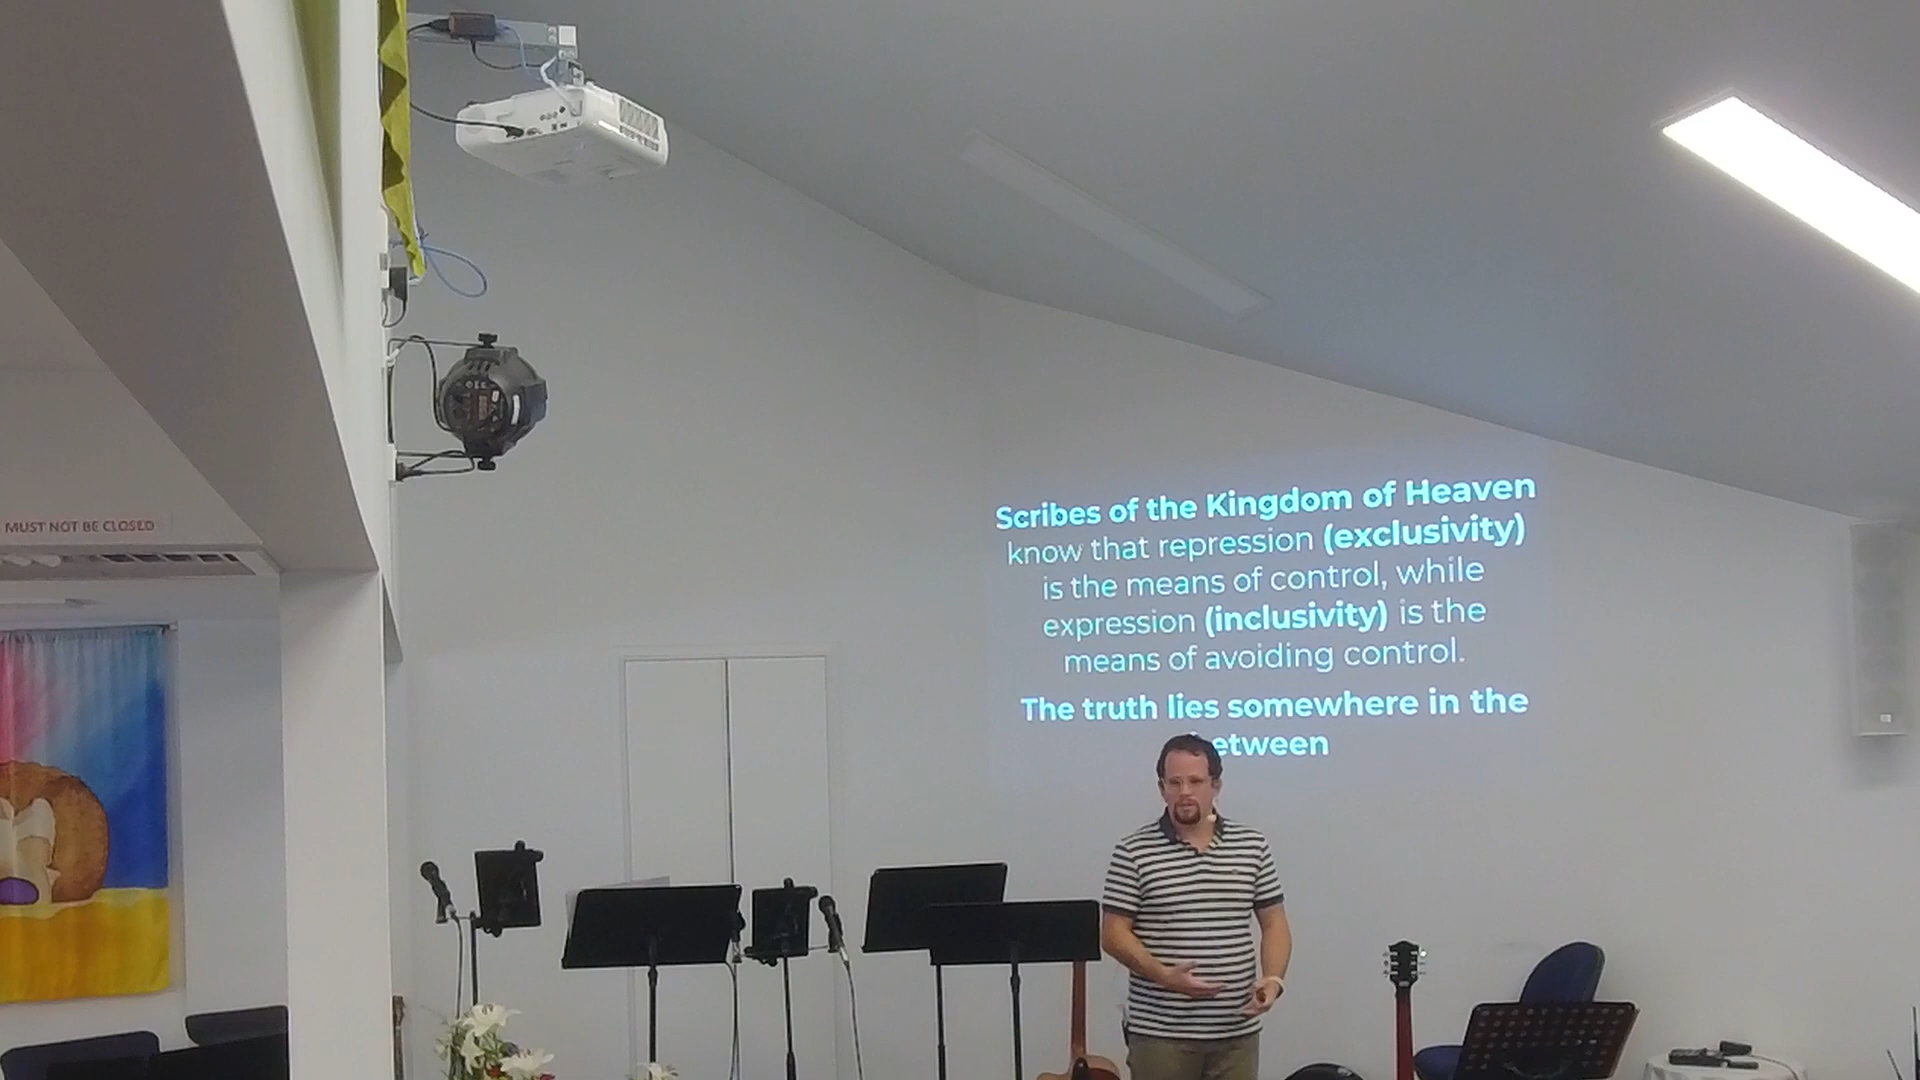 MUST NOT BE CLOSED
Scribes of the Kingdom of Heaven
know that repression (exclusivity)
is the means of control, while
expression (inclusivity) is the
means of avoiding control.
The truth lies somewhere in the
etween